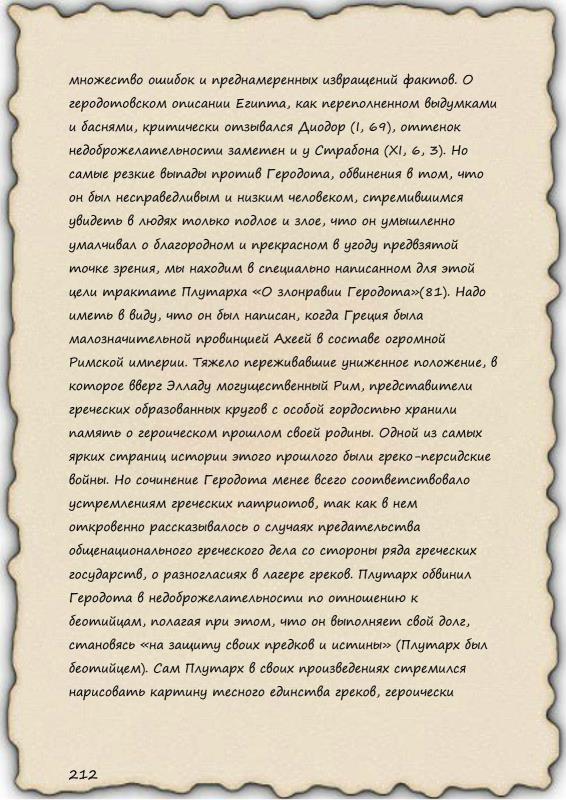 множество ошибок и преднамеренных извращений фактов. О
геродотовском описании Египта, как переполненном выдумками
и баснями, критически отзывался Диодор (I, 69), оттенок
недоброжелательности заметен и у Страбона (XI, 6, 3). Но
самые резкие выпады против Геродота, обвинения в том, что
он был несправедливым и низким человеком, стремившимся
увидеть в людях только подлое и злое, что он умышленно
умалчивал о благородном и прекрасном в угоду предвзятой
точке зрения, мы находим в специально написанном для этой
цели трактате Плутарха «О злонравии Геродота»(81). Надо
иметь в виду, что он был написан, когда Греция была
малозначительной провинцией Ахеей в составе огромной
Римской империи. Тяжело переживавшие униженное положение, в
которое вверг Элладу могущественный Рим, представители
греческих образованных кругов с особой гордостью хранили
память о героическом прошлом своей родины. Одной из самых
ярких страниц истории этого прошлого были греко-персидские
войны. Но сочинение Геродота менее всего соответствовало
устремлениям греческих патриотов, так как в нем
откровенно рассказывалось о случаях предательства
общенационального греческого дела со стороны ряда греческих
государств, о разногласиях в лагере греков. Плутарх обвинил
Геродота в недоброжелательности по отношению к
беотийцам, полагая при этом, что он выполняет свой долг,
становясь «на защиту своих предков и истины» (Плутарх был
беотийцем). Сам Плутарх в своих произведениях стремился
нарисовать картину тесного единства греков, героически
212